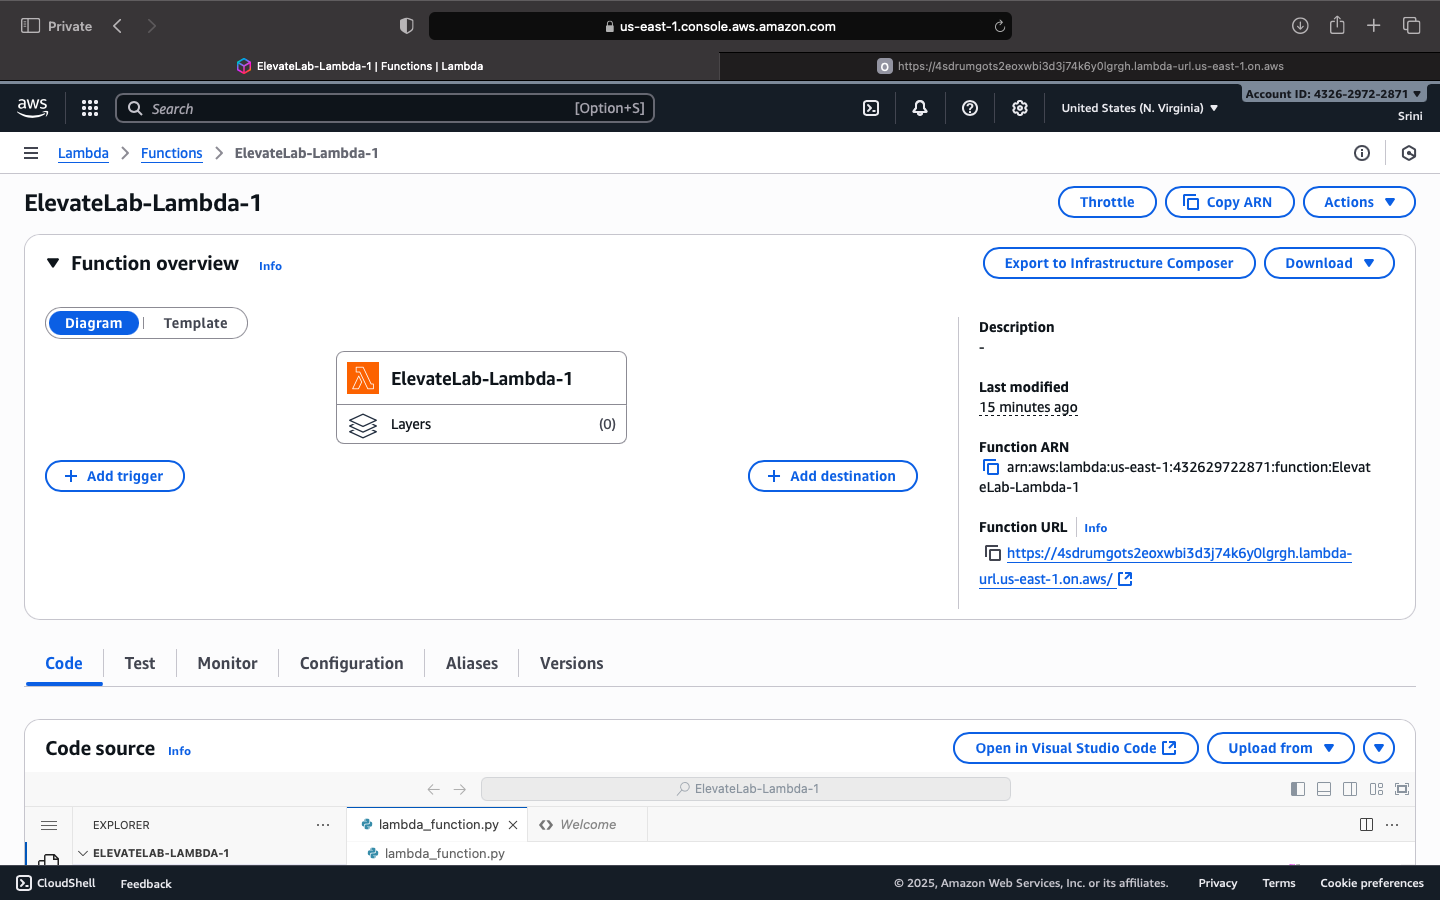 Private
us-east-1.console.aws.amazon.com
ElevateLab-Lambda-1 | Functions | Lambda
O https://4sdrumgots2eoxwbi3d3j74k6y0lgrgh.lambda-url.us-east-1.on.aws
aws
Search [Option+S]
United States (N. Virginia)
Account ID: 4326-2972-2871
Srini
Lambda > Functions > ElevateLab-Lambda-1
ElevateLab-Lambda-1
Throttle
Copy ARN
Actions
Function overview Info
Export to Infrastructure Composer
Download
Diagram | Template
ElevateLab-Lambda-1
Layers (0)
+ Add trigger
+ Add destination
Description
-
Last modified
15 minutes ago
Function ARN
arn:aws:lambda:us-east-1:432629722871:function:Elevat
eLab-Lambda-1
Function URL Info
https://4sdrumgots2eoxwbi3d3j74k6y0lgrgh.lambda-
url.us-east-1.on.aws/
Code Test Monitor Configuration Aliases Versions
Code source Info
Open in Visual Studio Code
Upload from
ElevateLab-Lambda-1
EXPLORER
ELEVATELAB-LAMBDA-1
lambda_function.py
Welcome
lambda_function.py
CloudShell Feedback
© 2025, Amazon Web Services, Inc. or its affiliates. Privacy Terms Cookie preferences